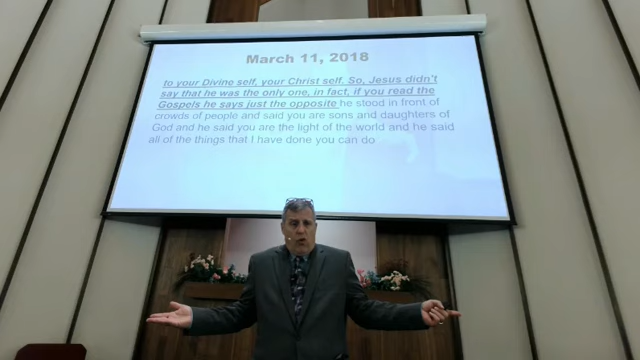 March 11, 2018
to your Divine self, your Christ self. So, Jesus didn't
say that he was the only one, in fact, if you read the
Gospels he says just the opposite he stood in front of
crowds of people and said you are sons and daughters of
God and he said you are the light of the world and he said
all of the things that I have done you can do